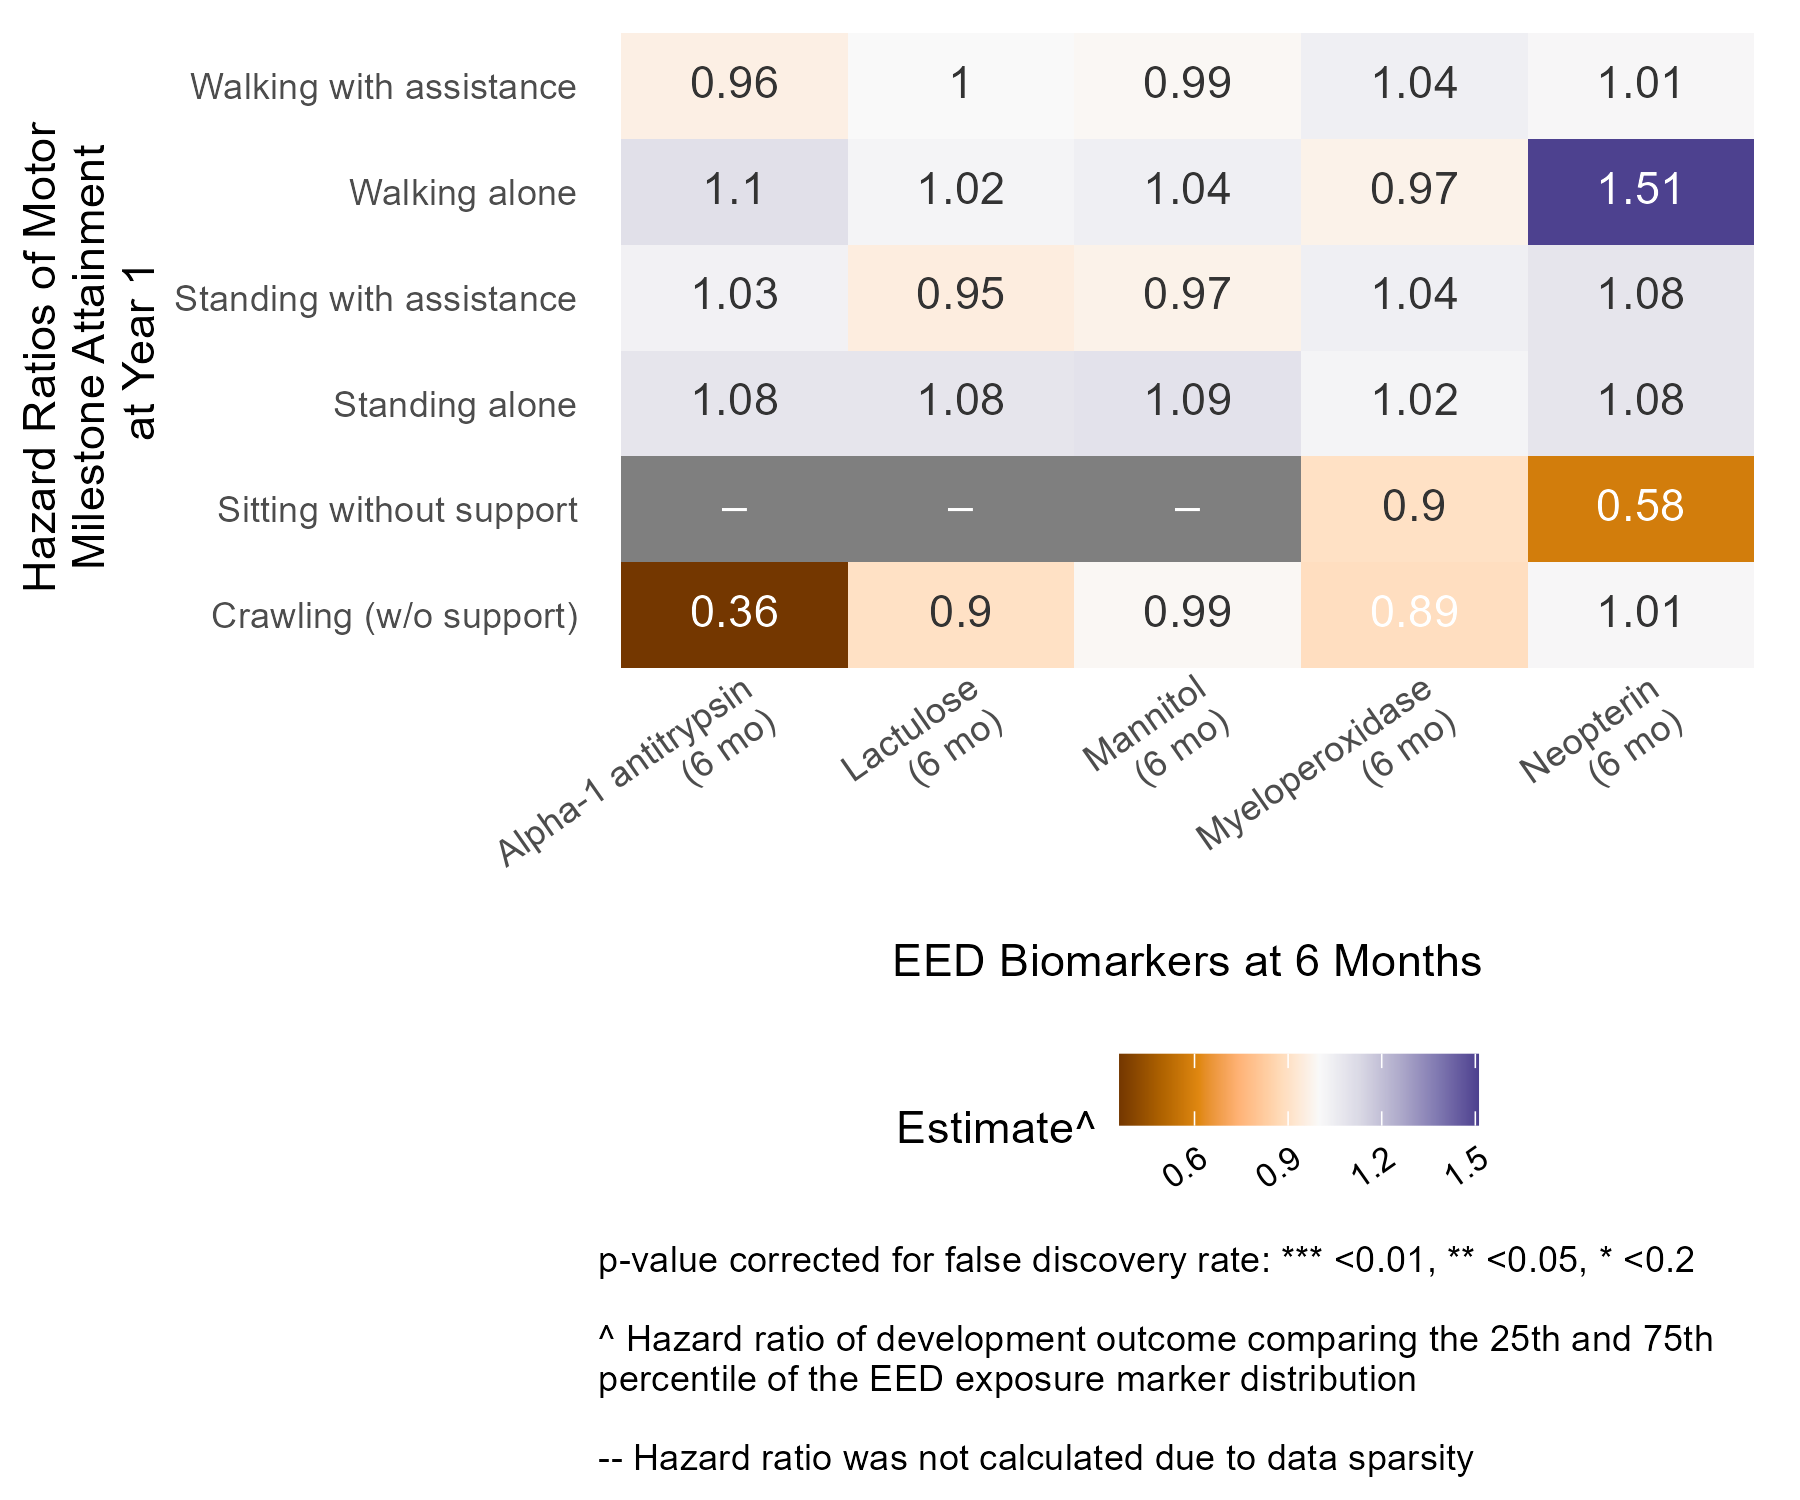 Hazard Ratios of Motor
Milestone Attainment
at Year 1
Walking with assistance 0.96 1 0.99 1.04 1.01
Walking alone 1.1 1.02 1.04 0.97 1.51
Standing with assistance 1.03 0.95 0.97 1.04 1.08
Standing alone 1.08 1.08 1.09 1.02 1.08
Sitting without support – – – 0.9 0.58
Crawling (w/o support) 0.36 0.9 0.99 0.89 1.01
Alpha-1 antitrypsin
(6 mo)
Lactulose
(6 mo)
Mannitol
(6 mo)
Myeloperoxidase
(6 mo)
Neopterin
(6 mo)
EED Biomarkers at 6 Months
Estimate^
0.6 0.9 1.2 1.5
p-value corrected for false discovery rate: *** <0.01, ** <0.05, * <0.2
^ Hazard ratio of development outcome comparing the 25th and 75th
percentile of the EED exposure marker distribution
-- Hazard ratio was not calculated due to data sparsity